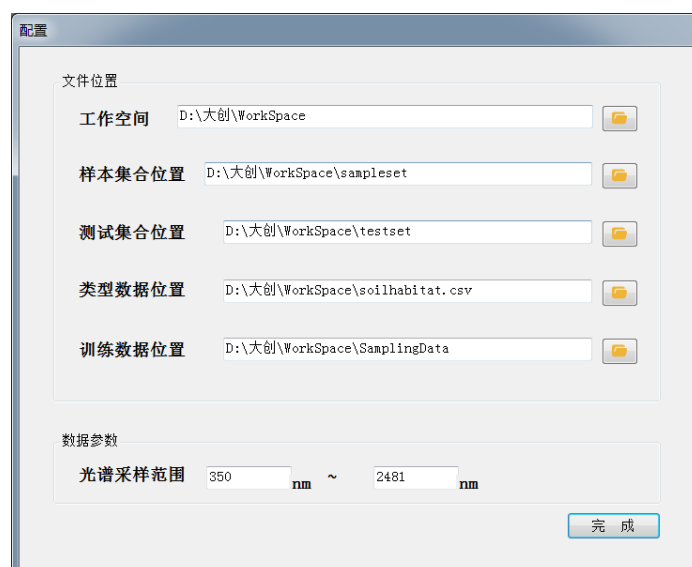 配置
文件位置
工作空间 D:\大创\WorkSpace
样本集合位置 D:\大创\WorkSpace\sampleset
测试集合位置 D:\大创\WorkSpace\testset
类型数据位置 D:\大创\WorkSpace\soilhabitat.csv
训练数据位置 D:\大创\WorkSpace\SamplingData
数据参数
光谱采样范围 350 nm ~ 2481 nm
完 成